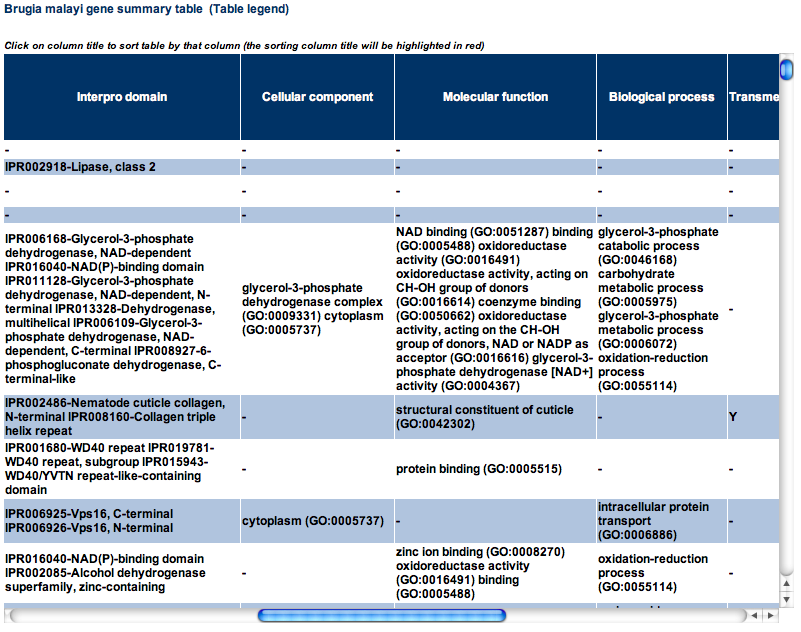 Brugia malayi gene summary table (Table legend)
Click on column title to sort table by that column (the sorting column title will be highlighted in red)
Interpro domain Cellular component Molecular function Biological process Transme
- - - - -
IPR002918-Lipase, class 2 - - - -
- - - - -
- - - - -
IPR006168-Glycerol-3-phosphate
dehydrogenase, NAD-dependent
IPR016040-NAD(P)-binding domain
IPR011128-Glycerol-3-phosphate
dehydrogenase, NAD-dependent, N-
terminal IPR013328-Dehydrogenase,
multihelical IPR006109-Glycerol-3-
phosphate dehydrogenase, NAD-
dependent, C-terminal IPR008927-6-
phosphogluconate dehydrogenase, C-
terminal-like
glycerol-3-phosphate
dehydrogenase complex
(GO:0009331) cytoplasm
(GO:0005737)
NAD binding (GO:0051287) binding
(GO:0005488) oxidoreductase
activity (GO:0016491)
oxidoreductase activity, acting on
CH-OH group of donors
(GO:0016614) coenzyme binding
(GO:0050662) oxidoreductase
activity, acting on the CH-OH
group of donors, NAD or NADP as
acceptor (GO:0016616) glycerol-3-
phosphate dehydrogenase [NAD+]
activity (GO:0004367)
glycerol-3-phosphate
catabolic process
(GO:0046168)
carbohydrate
metabolic process
(GO:0005975)
glycerol-3-phosphate
metabolic process
(GO:0006072)
oxidation-reduction
process
(GO:0055114)
-
IPR002486-Nematode cuticle collagen,
N-terminal IPR008160-Collagen triple
helix repeat
-
structural constituent of cuticle
(GO:0042302)
-
Y
IPR001680-WD40 repeat IPR019781-
WD40 repeat, subgroup IPR015943-
WD40/YVTN repeat-like-containing
domain
-
protein binding (GO:0005515)
-
-
IPR006925-Vps16, C-terminal
IPR006926-Vps16, N-terminal
cytoplasm (GO:0005737)
-
intracellular protein
transport
(GO:0006886)
-
IPR016040-NAD(P)-binding domain
IPR002085-Alcohol dehydrogenase
superfamily, zinc-containing
-
zinc ion binding (GO:0008270)
oxidoreductase activity
(GO:0016491) binding
(GO:0005488)
oxidation-reduction
process
(GO:0055114)
-